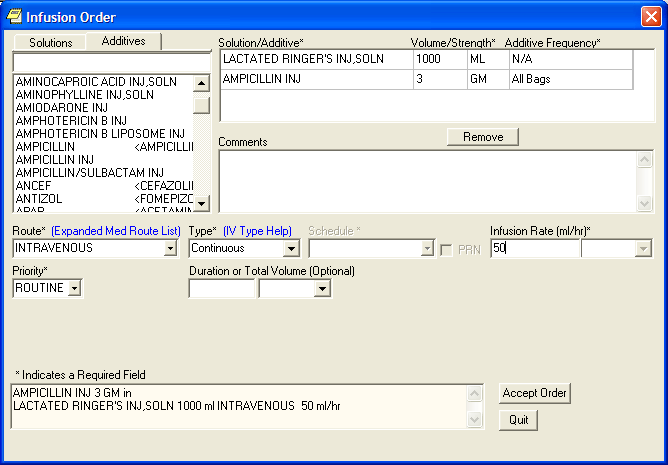 Infusion Order
Solutions Additives
AMINOCAPROIC ACID INJ,SOLN
AMINOPHYLLINE INJ,SOLN
AMIODARONE INJ
AMPHOTERICIN B INJ
AMPHOTERICIN B LIPOSOME INJ
AMPICILLIN <AMPICILLI
AMPICILLIN INJ
AMPICILLIN/SULBACTAM INJ
ANCEF <CEFAZOLI
ANTIZOL <FOMEPIZO
APAP <ACETAMIN
Solution/Additive* Volume/Strength* Additive Frequency*
LACTATED RINGER'S INJ,SOLN 1000 ML N/A
AMPICILLIN INJ 3 GM All Bags
Remove
Comments
Route* (Expanded Med Route List) Type* (IV Type Help) Schedule * Infusion Rate (ml/hr)*
INTRAVENOUS Continuous PRN 50
Priority* Duration or Total Volume (Optional)
ROUTINE
* Indicates a Required Field
AMPICILLIN INJ 3 GM in
LACTATED RINGER'S INJ,SOLN 1000 ml INTRAVENOUS 50 ml/hr
Accept Order
Quit